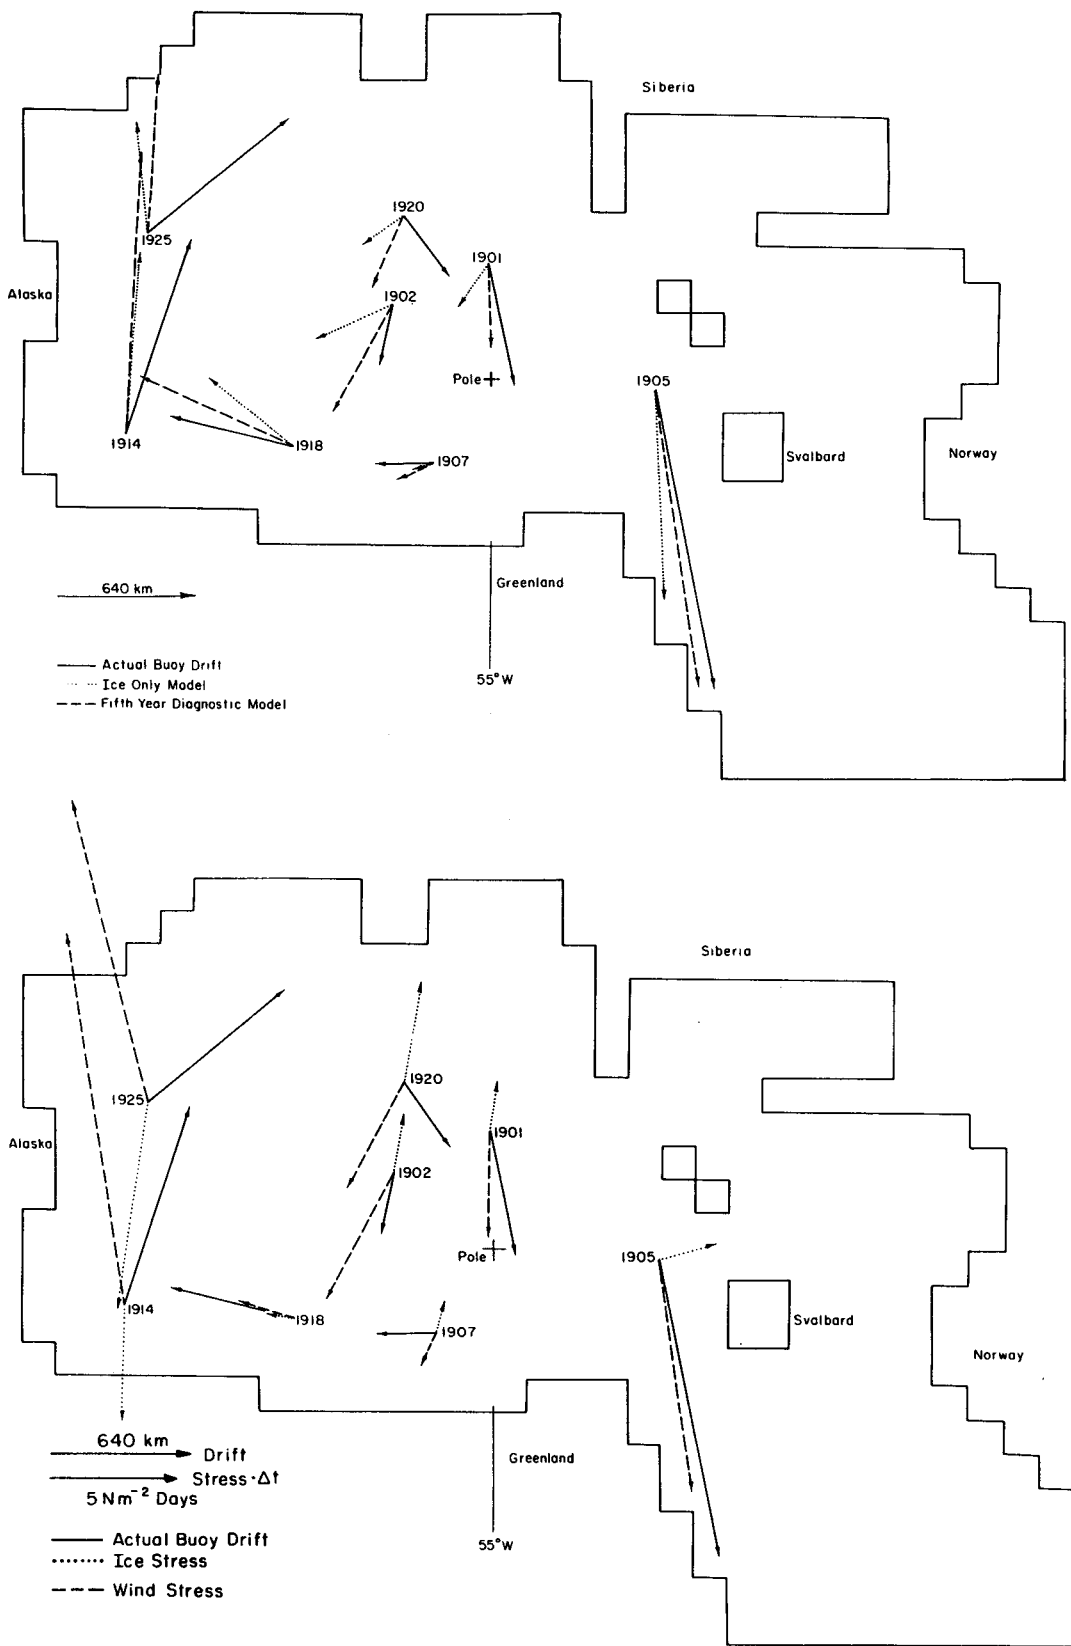 Siberia
1920
1925
1901
Alaska
1902
Pole
1905
1914
1918
1907
Svalbard
Norway
Greenland
640 km
55°W
Actual Buoy Drift
Ice Only Model
Fifth Year Diagnostic Model
Siberia
1920
1925
1901
Alaska
1902
Pole
1905
1914
1918
1907
Svalbard
Norway
640 km
Drift
Greenland
Stress·Δt
5 Nm⁻² Days
55°W
Actual Buoy Drift
Ice Stress
Wind Stress